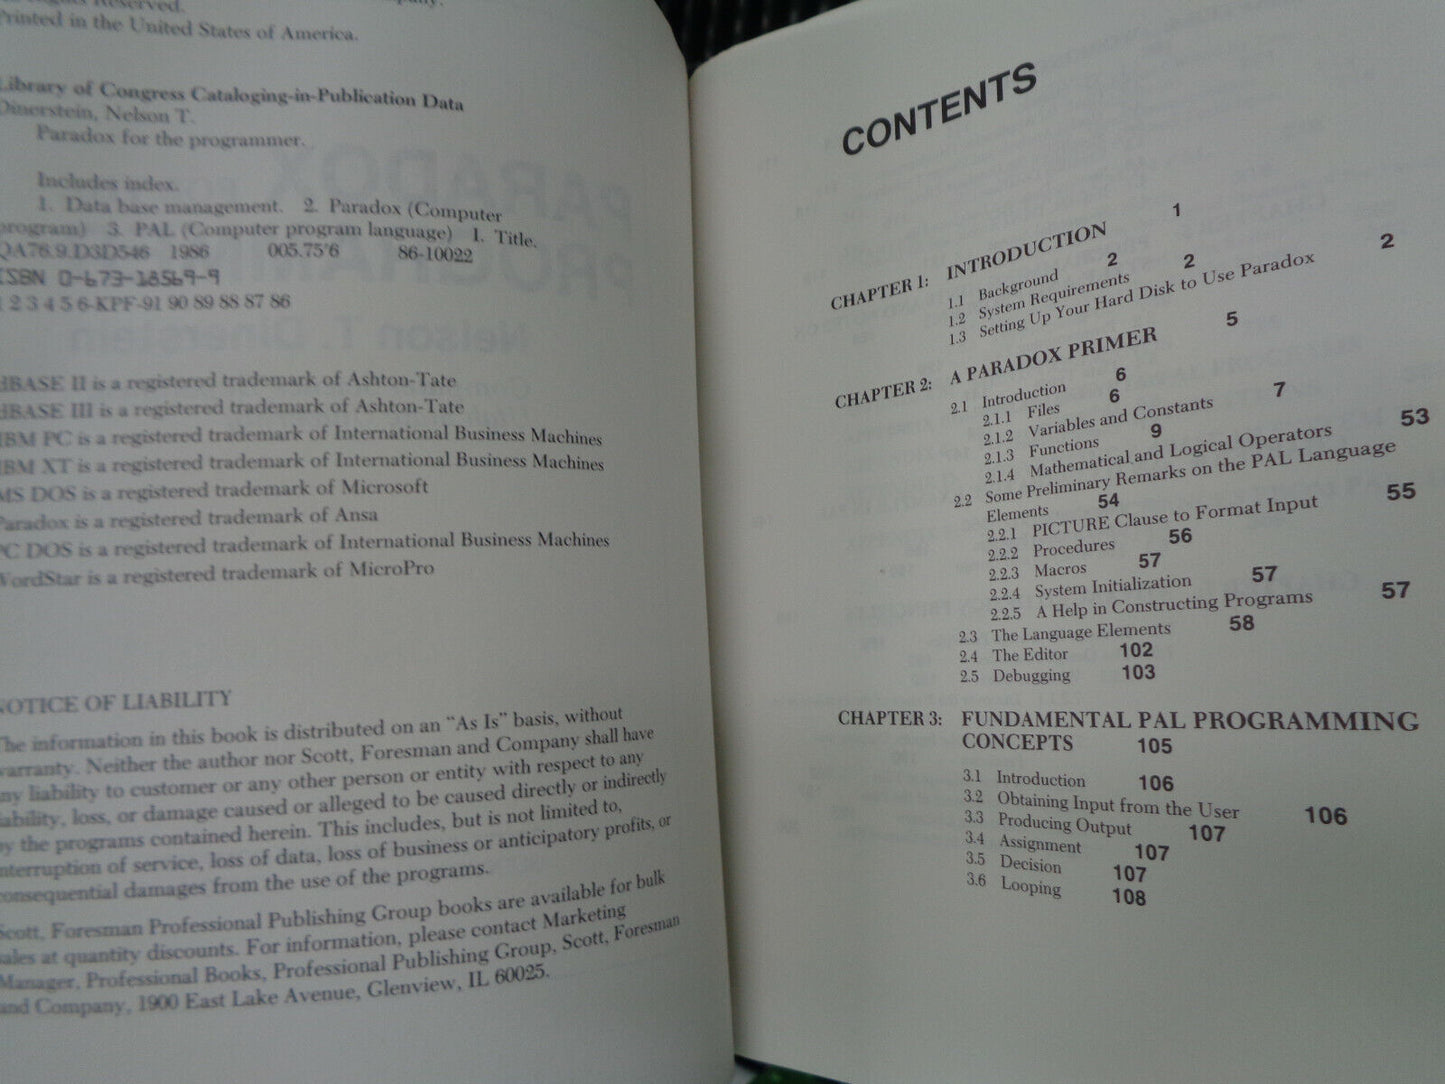 Reserved.
Printed in the United States of America.
Library of Congress Cataloging-in-Publication Data
Dinerstein, Nelson T.
Paradox for the programmer.
Includes index.
1. Data base management. 2. Paradox (Computer
program) 3. PAL (Computer program language) I. Title.
QA76.9.D3D546 1986 005.75'6 86-10022
ISBN 0-673-18569-9
1 2 3 4 5 6-KPF-91 90 89 88 87 86
dBASE II is a registered trademark of Ashton-Tate
dBASE III is a registered trademark of Ashton-Tate
IBM PC is a registered trademark of International Business Machines
IBM XT is a registered trademark of International Business Machines
MS DOS is a registered trademark of Microsoft
Paradox is a registered trademark of Ansa
PC DOS is a registered trademark of International Business Machines
WordStar is a registered trademark of MicroPro
NOTICE OF LIABILITY
The information in this book is distributed on an "As Is" basis, without
warranty. Neither the author nor Scott, Foresman and Company shall have
any liability to customer or any other person or entity with respect to any
liability, loss, or damage caused or alleged to be caused directly or indirectly
by the programs contained herein. This includes, but is not limited to,
interruption of service, loss of data, loss of business or anticipatory profits, or
consequential damages from the use of the programs.
Scott, Foresman Professional Publishing Group books are available for bulk
sales at quantity discounts. For information, please contact Marketing
Manager, Professional Books, Professional Publishing Group, Scott, Foresman
and Company, 1900 East Lake Avenue, Glenview, IL 60025.
CONTENTS
CHAPTER 1: INTRODUCTION 1
1.1 Background 2
1.2 System Requirements 2
1.3 Setting Up Your Hard Disk to Use Paradox 2
CHAPTER 2: A PARADOX PRIMER 5
2.1 Introduction 6
2.1.1 Files 6
2.1.2 Variables and Constants 7
2.1.3 Functions 9
2.1.4 Mathematical and Logical Operators 53
2.2 Some Preliminary Remarks on the PAL Language
Elements 54
2.2.1 PICTURE Clause to Format Input 55
2.2.2 Procedures 56
2.2.3 Macros 57
2.2.4 System Initialization 57
2.2.5 A Help in Constructing Programs 57
2.3 The Language Elements 58
2.4 The Editor 102
2.5 Debugging 103
CHAPTER 3: FUNDAMENTAL PAL PROGRAMMING
CONCEPTS 105
3.1 Introduction 106
3.2 Obtaining Input from the User 106
3.3 Producing Output 107
3.4 Assignment 107
3.5 Decision 107
3.6 Looping 108